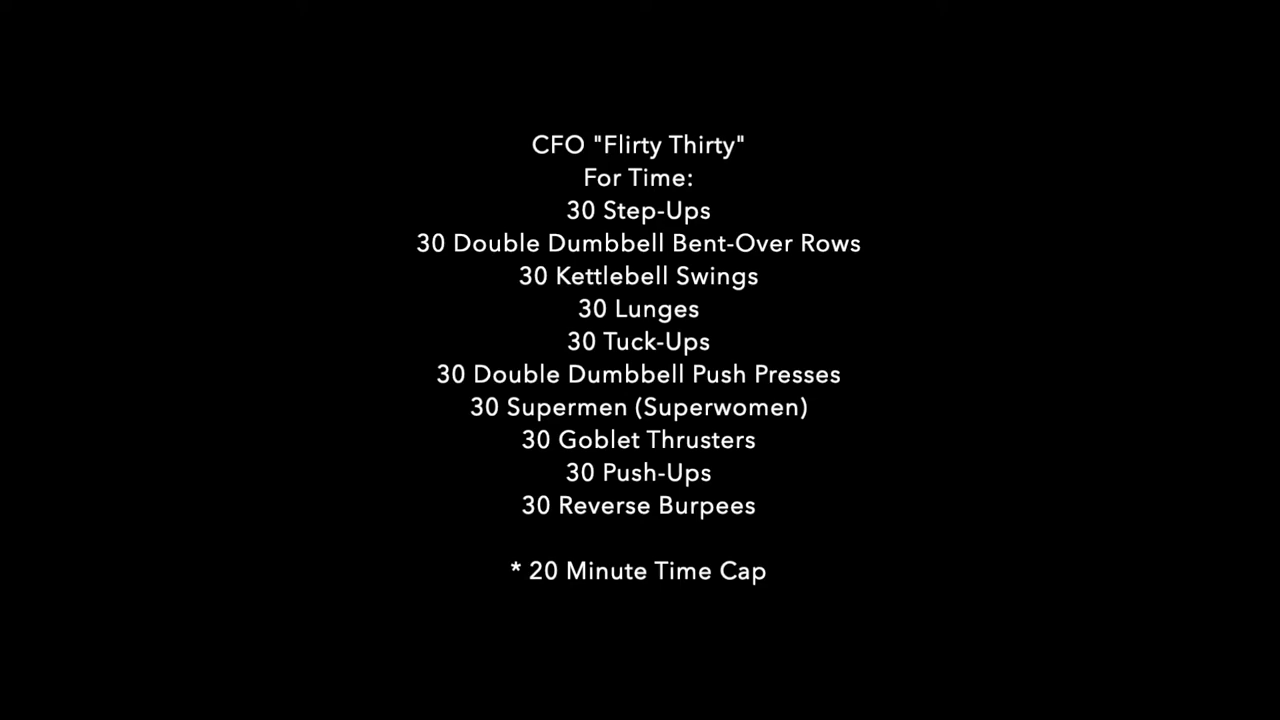 CFO "Flirty Thirty"
For Time:
30 Step-Ups
30 Double Dumbbell Bent-Over Rows
30 Kettlebell Swings
30 Lunges
30 Tuck-Ups
30 Double Dumbbell Push Presses
30 Supermen (Superwomen)
30 Goblet Thrusters
30 Push-Ups
30 Reverse Burpees
* 20 Minute Time Cap